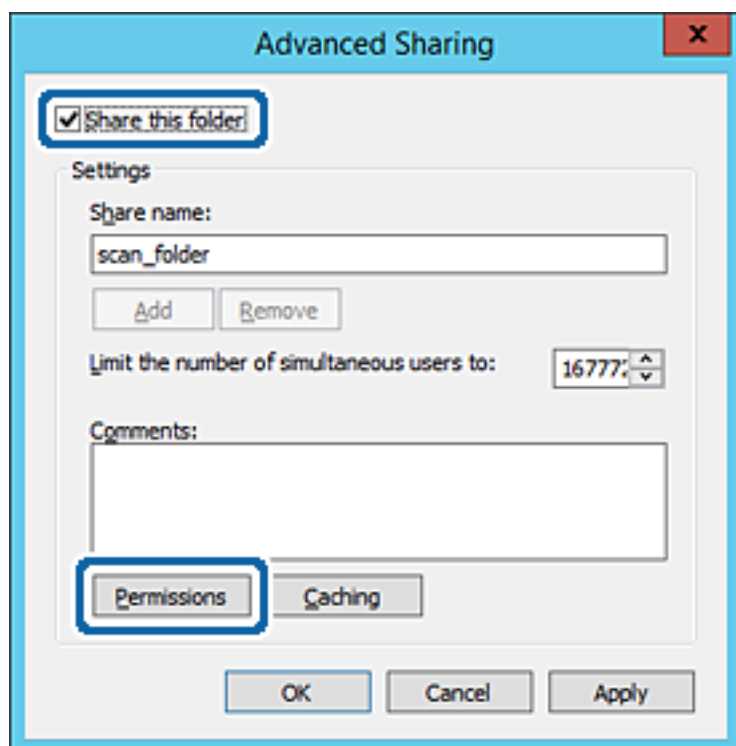 Advanced Sharing
x
Share this folder
Settings
Share name:
scan_folder
Add Remove
Limit the number of simultaneous users to:
Comments:
Permissions Caching
OK Cancel Apply